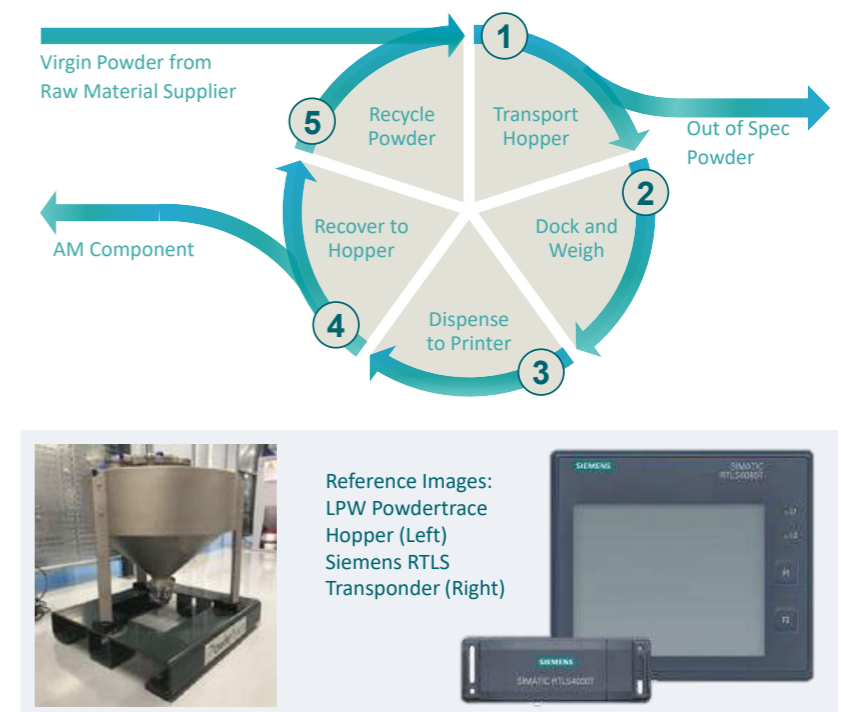 1
Virgin Powder from
Raw Material Supplier
5
Recycle
Powder
Transport
Hopper
Out of Spec
Powder
2
Recover to
Hopper
Dock and
Weigh
AM Component
4
Dispense
to Printer
3
Reference Images:
LPW Powdertrace
Hopper (Left)
Siemens RTLS
Transponder (Right)
SIEMENS
SIMATIC
F1
F2
SIEMENS
SIMATIC RTLS4000T